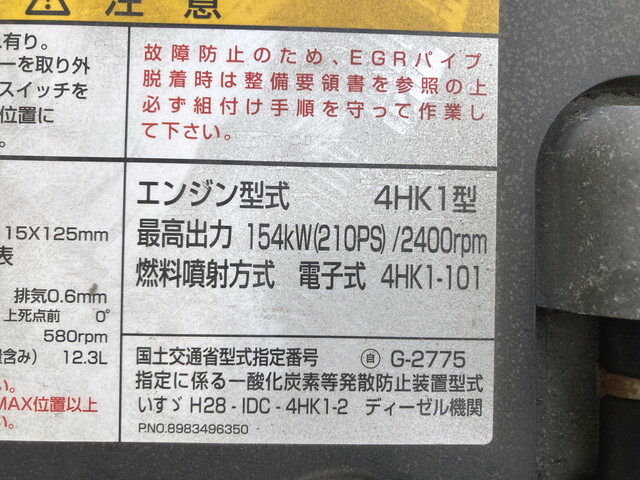 ⚠ 注意
故障防止のため、EGRパイプ
脱着時は整備要領書を参照の上
必ず組付け手順を守って作業し
て下さい。
有り。
ーを取り外
スイッチを
位置に
。
エンジン型式 4HK1型
最高出力 154kW(210PS)/2400rpm
燃料噴射方式 電子式 4HK1-101
15X125mm
表
排気0.6mm
上死点前 0°
580rpm
含み) 12.3L
い。
MAX位置以上
い。
国土交通省型式指定番号 ㊐ G-2775
指定に係る一酸化炭素等発散防止装置型式
いすゞ H28-IDC-4HK1-2 ディーゼル機関
P.NO.8983496350